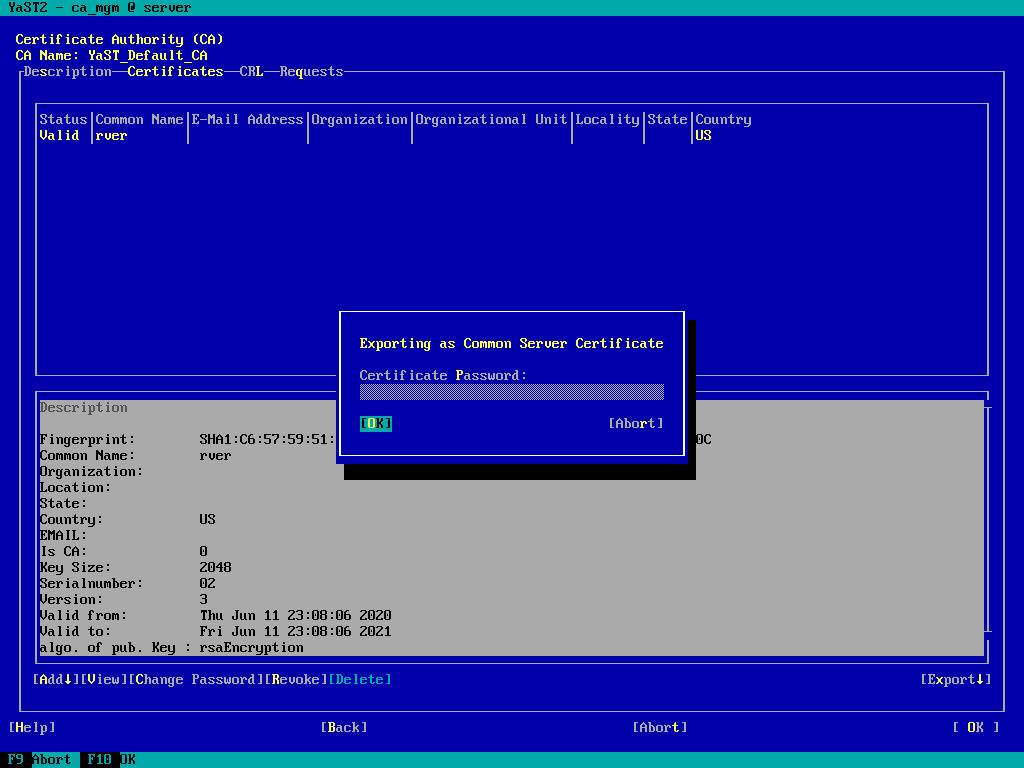 YaST2 - ca_mgm @ server
Certificate Authority (CA)
CA Name: YaST_Default_CA
Description Certificates CRL Requests
Status Common Name E-Mail Address Organization Organizational Unit Locality State Country
Valid rver US
Exporting as Common Server Certificate
Certificate Password:
[OK] [Abort]
Description
Fingerprint: SHA1:C6:57:59:51: 0C
Common Name: rver
Organization:
Location:
State:
Country: US
EMAIL:
Is CA: 0
Key Size: 2048
Serialnumber: 02
Version: 3
Valid from: Thu Jun 11 23:08:06 2020
Valid to: Fri Jun 11 23:08:06 2021
algo. of pub. Key : rsaEncryption
[Add↓][View][Change Password][Revoke][Delete] [Export↓]
[Help] [Back] [Abort] [ OK ]
F9 Abort F10 OK